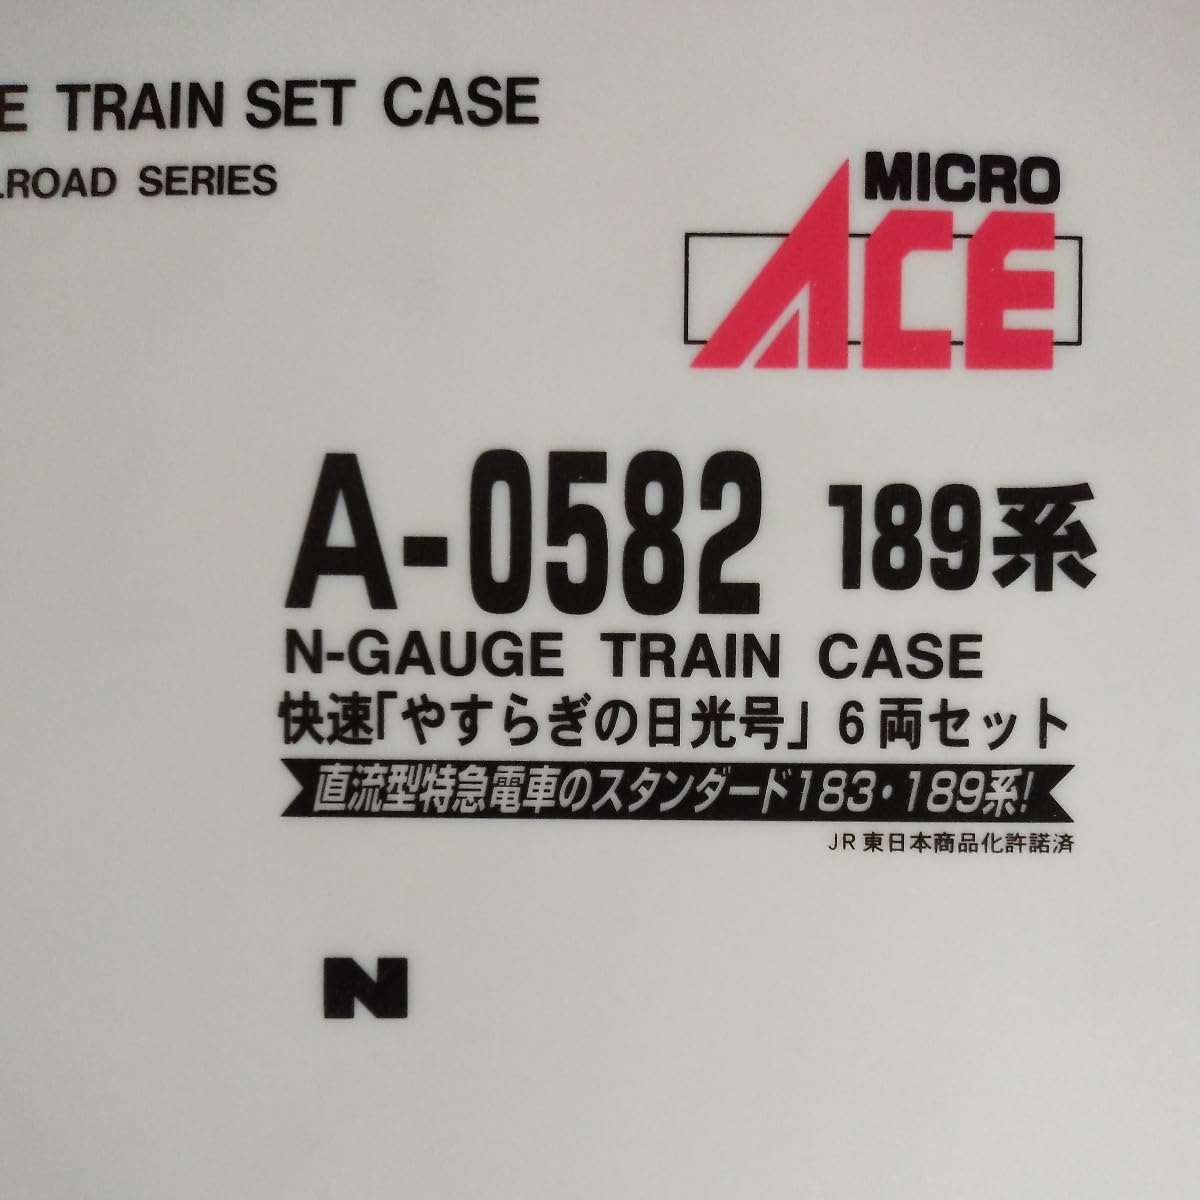 TRAIN SET CASE
SERIES
MICRO
ACE
A-0582 189系
N-GAUGE TRAIN CASE
快速「やすらぎの日光号」6両セット
直流型特急電車のスタンダード183・189系!
JR東日本商品化許諾済
N